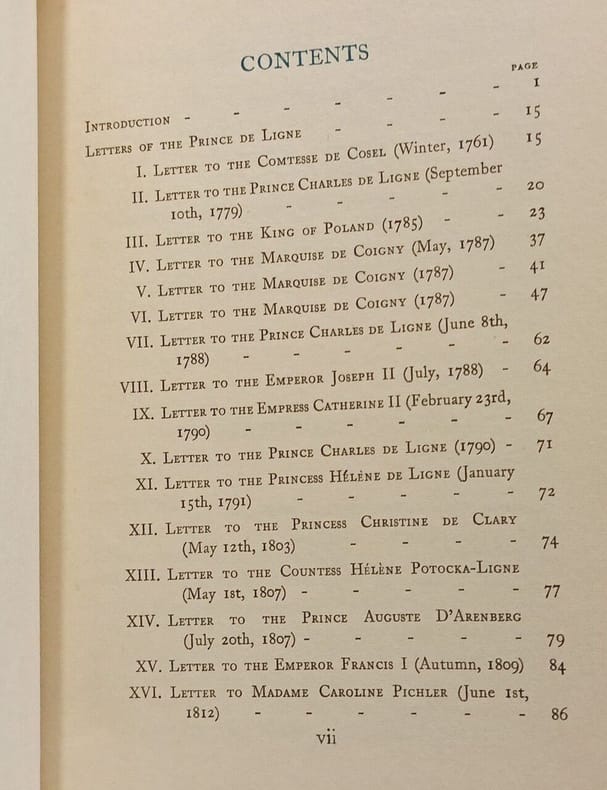 CONTENTS
PAGE
Introduction - - - - - - - 1
Letters of the Prince de Ligne - - - - 15
I. Letter to the Comtesse de Cosel (Winter, 1761) 15
II. Letter to the Prince Charles de Ligne (September
10th, 1779) - - - - - 20
III. Letter to the King of Poland (1785) - - 23
IV. Letter to the Marquise de Coigny (May, 1787) 37
V. Letter to the Marquise de Coigny (1787) - 41
VI. Letter to the Marquise de Coigny (1787) - 47
VII. Letter to the Prince Charles de Ligne (June 8th,
1788) - - - - - - 62
VIII. Letter to the Emperor Joseph II (July, 1788) - 64
IX. Letter to the Empress Catherine II (February 23rd,
1790) - - - - - - 67
X. Letter to the Prince Charles de Ligne (1790) - 71
XI. Letter to the Princess Hélène de Ligne (January
15th, 1791) - - - - - 72
XII. Letter to the Princess Christine de Clary
(May 12th, 1803) - - - - 74
XIII. Letter to the Countess Hélène Potocka-Ligne
(May 1st, 1807) - - - - - 77
XIV. Letter to the Prince Auguste D'Arenberg
(July 20th, 1807) - - - - - 79
XV. Letter to the Emperor Francis I (Autumn, 1809) 84
XVI. Letter to Madame Caroline Pichler (June 1st,
1812) - - - - - - 86
vii